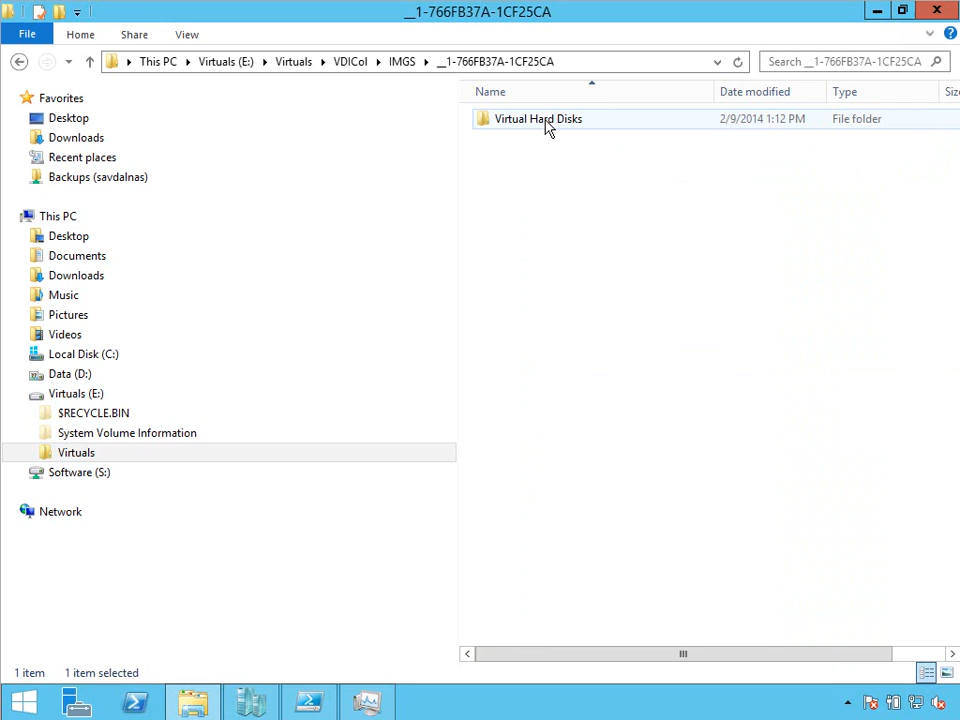 __1-766FB37A-1CF25CA
File
Home
Share
View
This PC
Virtuals (E:)
Virtuals
VDICol
IMGS
__1-766FB37A-1CF25CA
Search __1-766FB37A-1CF25CA
Name
Date modified
Type
Size
Virtual Hard Disks
2/9/2014 1:12 PM
File folder
Favorites
Desktop
Downloads
Recent places
Backups (savdalnas)
This PC
Desktop
Documents
Downloads
Music
Pictures
Videos
Local Disk (C:)
Data (D:)
Virtuals (E:)
$RECYCLE.BIN
System Volume Information
Virtuals
Software (S:)
Network
1 item
1 item selected